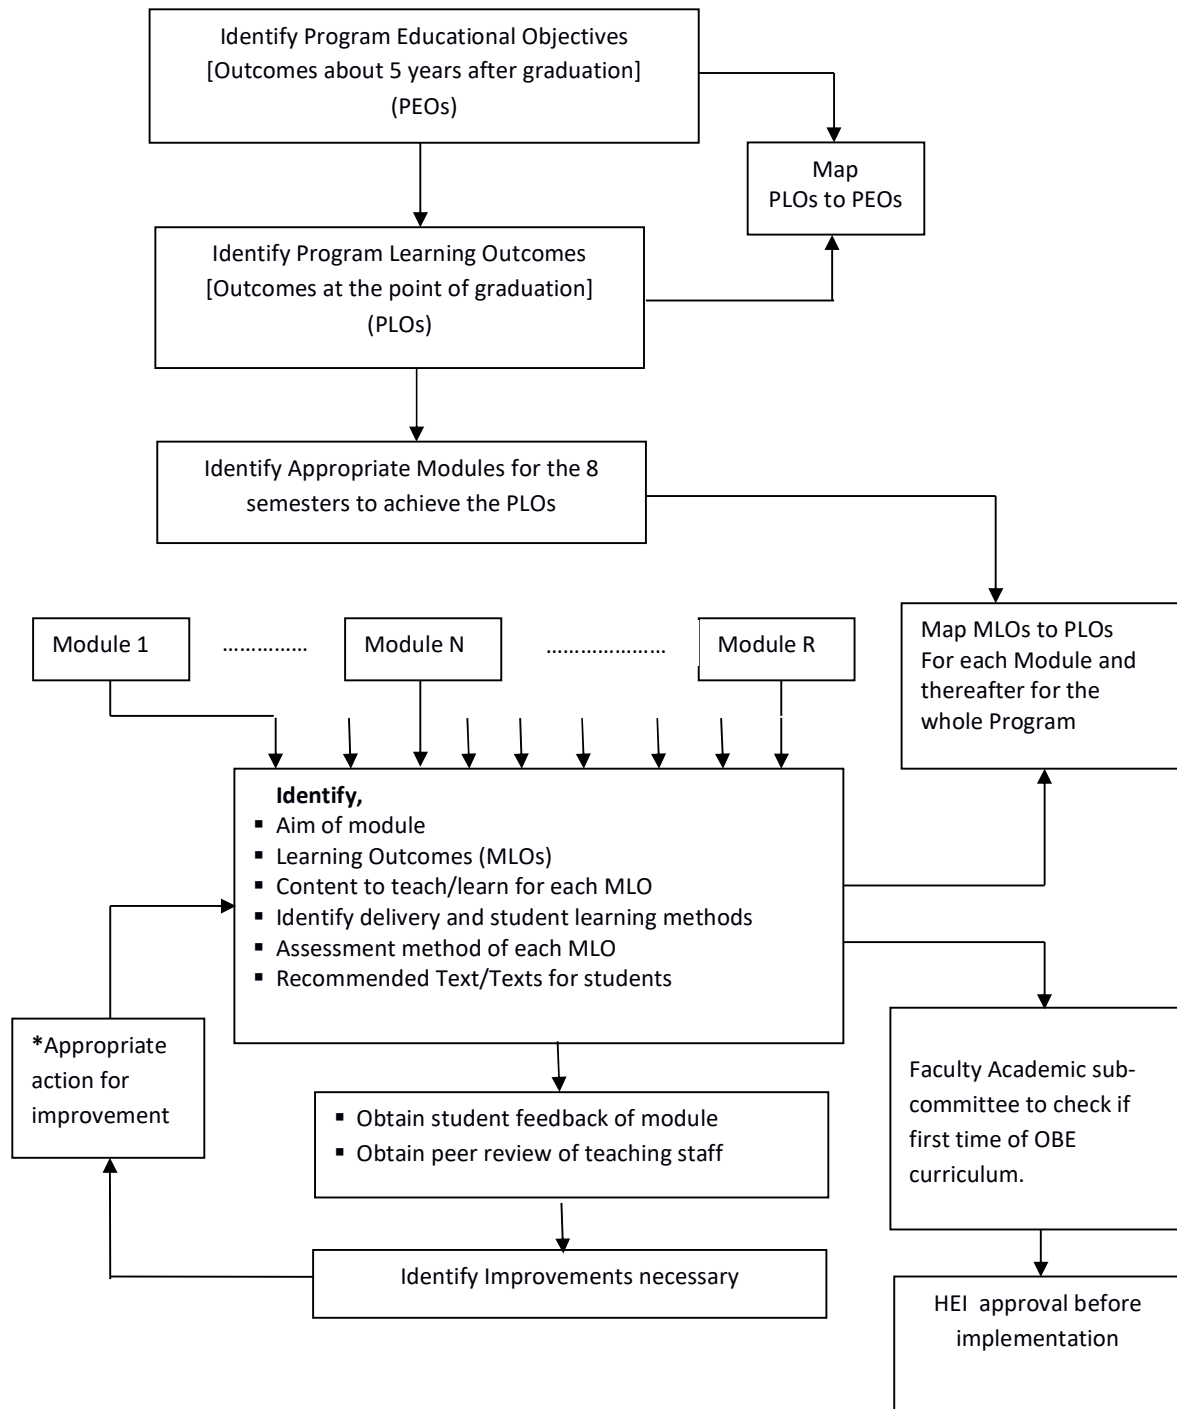 Identify Program Educational Objectives
[Outcomes about 5 years after graduation]
(PEOs)
Map
PLOs to PEOs
Identify Program Learning Outcomes
[Outcomes at the point of graduation]
(PLOs)
Identify Appropriate Modules for the 8
semesters to achieve the PLOs
Module 1
……………
Module N
…………………
Module R
Map MLOs to PLOs
For each Module and
thereafter for the
whole Program
Identify,
▪ Aim of module
▪ Learning Outcomes (MLOs)
▪ Content to teach/learn for each MLO
▪ Identify delivery and student learning methods
▪ Assessment method of each MLO
▪ Recommended Text/Texts for students
*Appropriate
action for
improvement
▪ Obtain student feedback of module
▪ Obtain peer review of teaching staff
Identify Improvements necessary
Faculty Academic sub-
committee to check if
first time of OBE
curriculum.
HEI  approval before
implementation